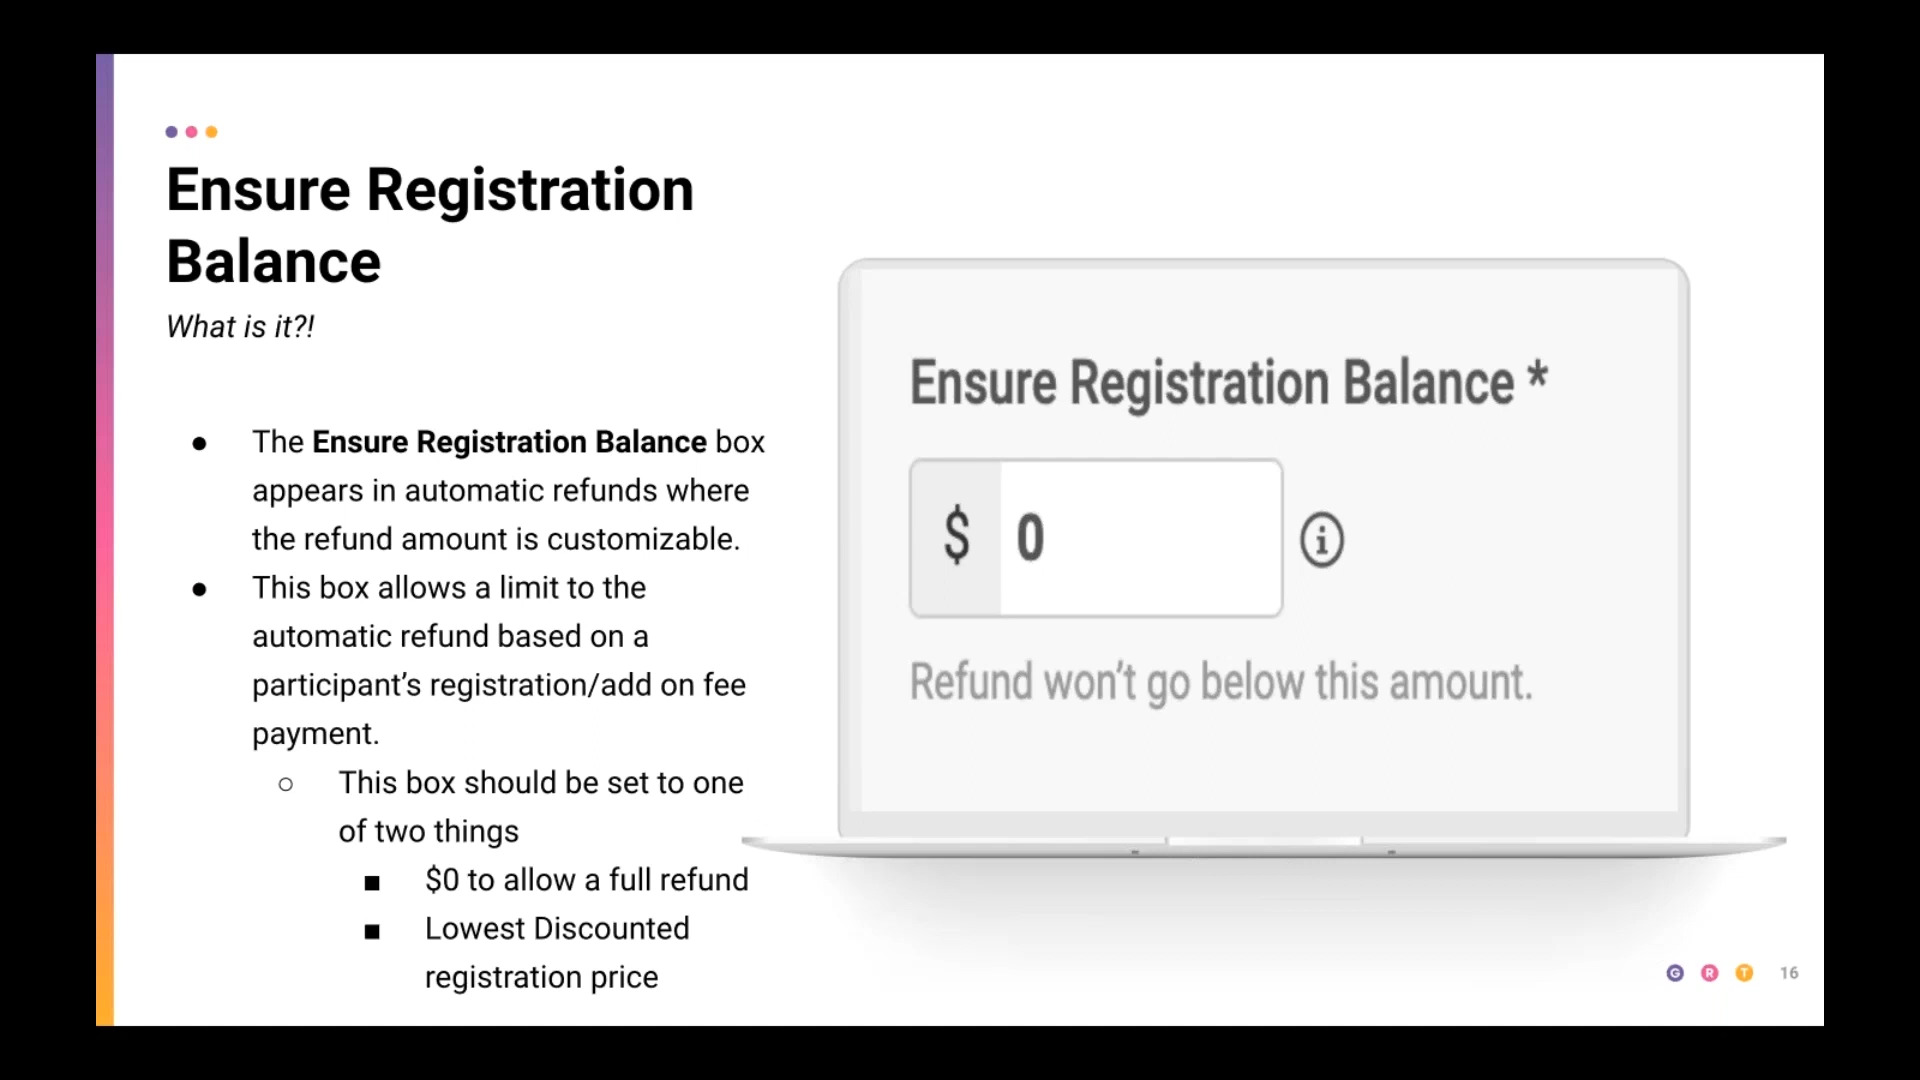 Ensure Registration
Balance
What is it?!
● The Ensure Registration Balance box
appears in automatic refunds where
the refund amount is customizable.
● This box allows a limit to the
automatic refund based on a
participant’s registration/add on fee
payment.
○ This box should be set to one
of two things
■ $0 to allow a full refund
■ Lowest Discounted
registration price
Ensure Registration Balance *
$ 0
Refund won’t go below this amount.
G R T 16